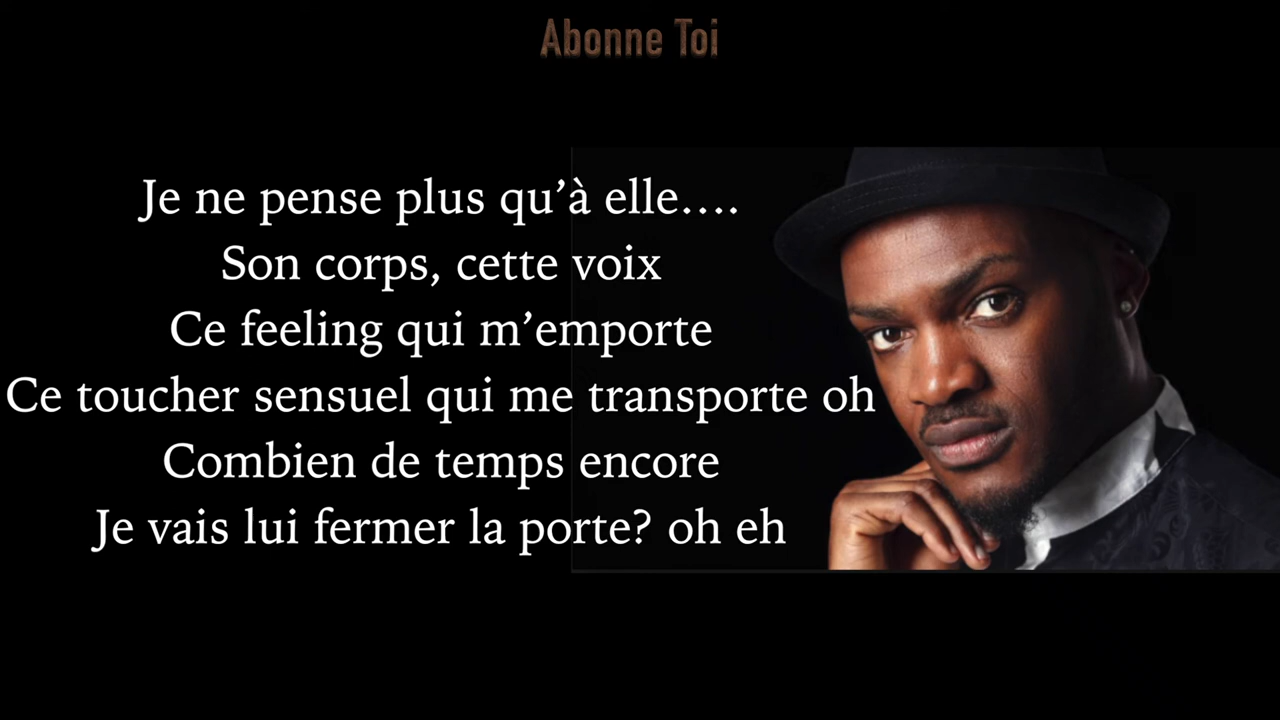 Abonne Toi
Je ne pense plus qu’à elle....
Son corps, cette voix
Ce feeling qui m’emporte
Ce toucher sensuel qui me transporte oh
Combien de temps encore
Je vais lui fermer la porte? oh eh